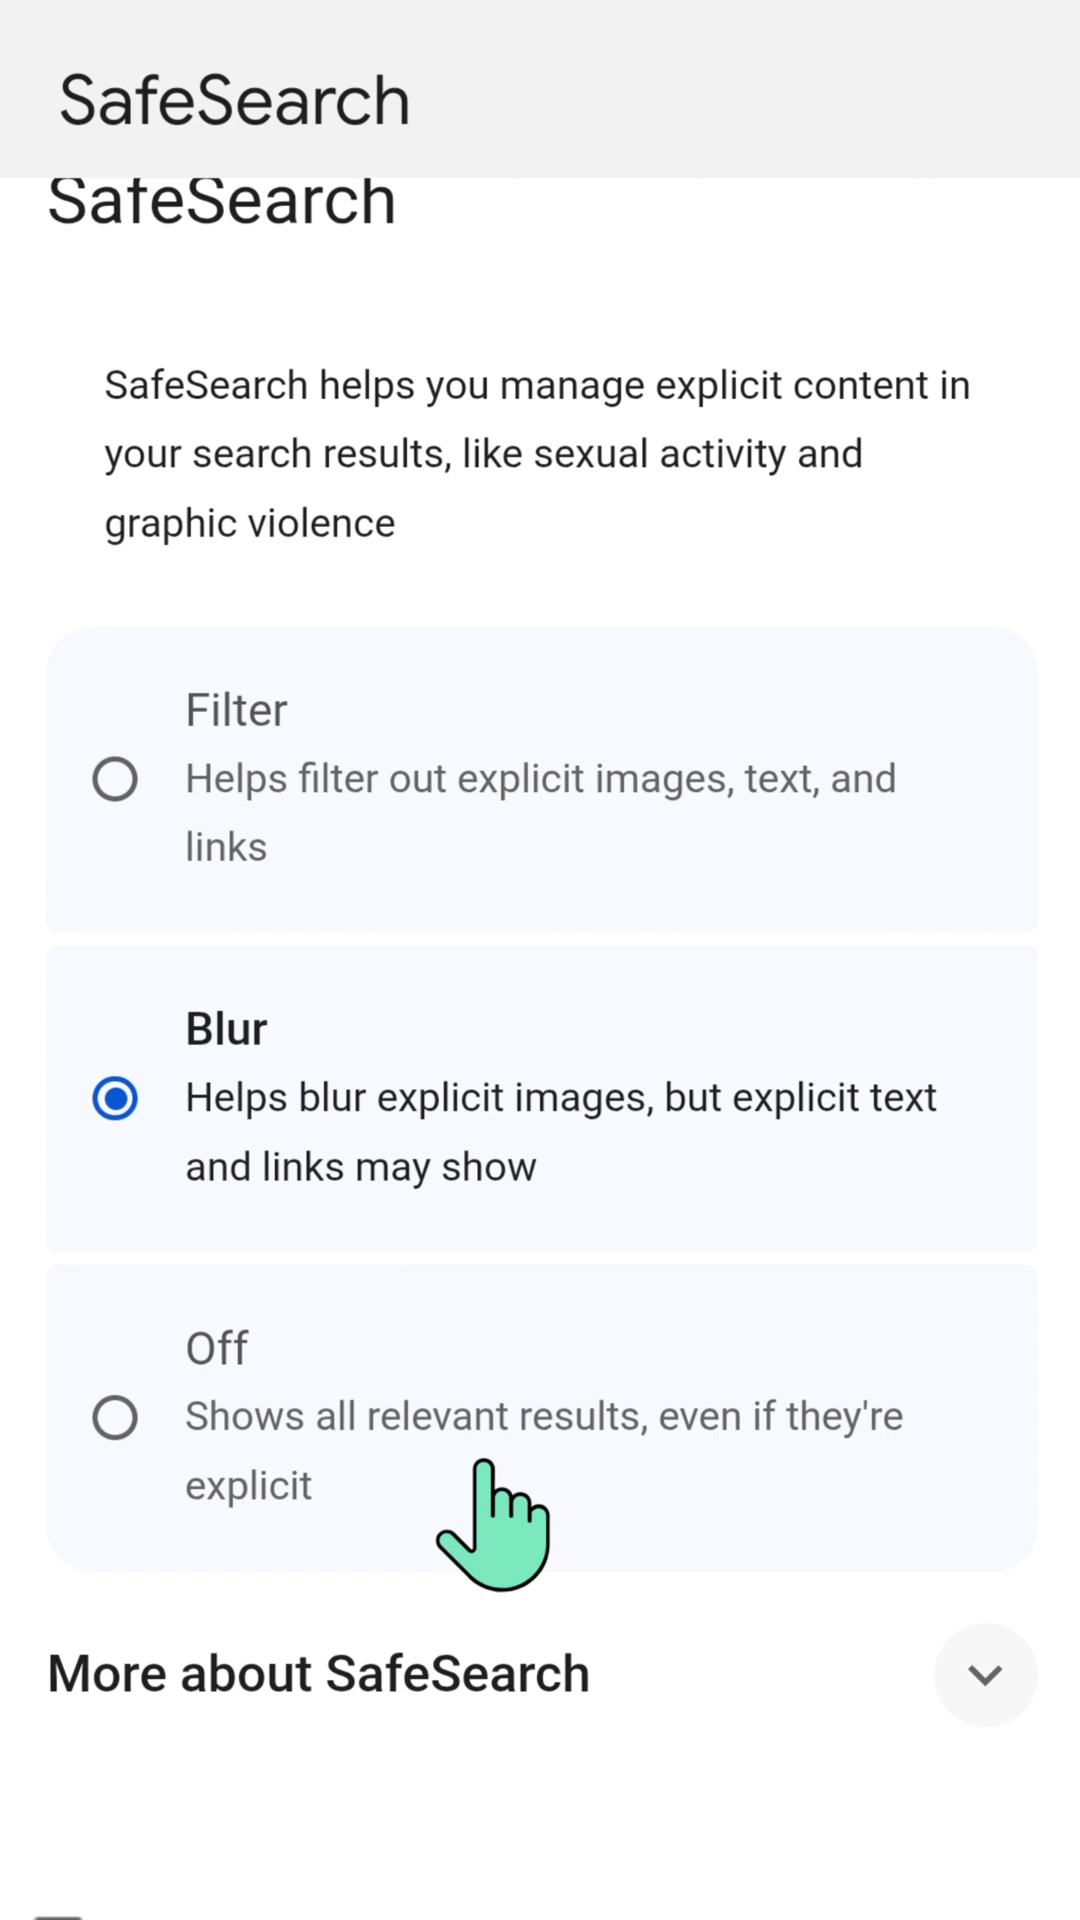 SafeSearch
SafeSearch
SafeSearch helps you manage explicit content in
your search results, like sexual activity and
graphic violence
Filter
Helps filter out explicit images, text, and
links
Blur
Helps blur explicit images, but explicit text
and links may show
Off
Shows all relevant results, even if they're
explicit
More about SafeSearch